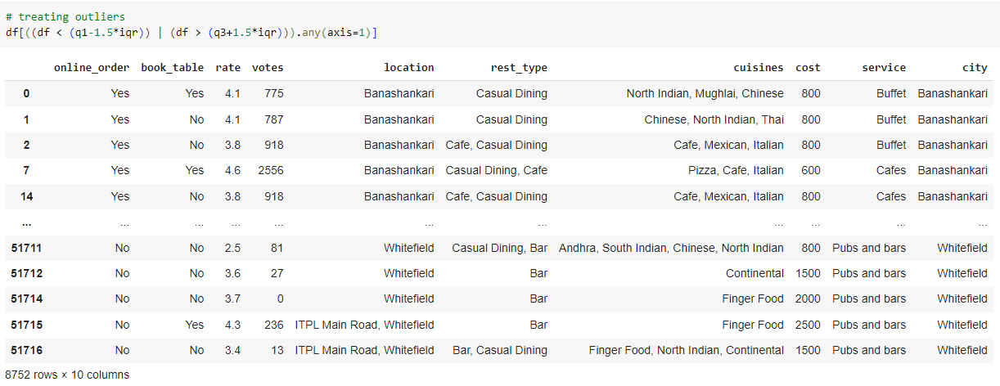 # treating outliers
df[((df < (q1-1.5*iqr)) | (df > (q3+1.5*iqr))).any(axis=1)]
online_order book_table rate votes location rest_type cuisines cost service city
0 Yes Yes 4.1 775 Banashankari Casual Dining North Indian, Mughlai, Chinese 800 Buffet Banashankari
1 Yes No 4.1 787 Banashankari Casual Dining Chinese, North Indian, Thai 800 Buffet Banashankari
2 Yes No 3.8 918 Banashankari Cafe, Casual Dining Cafe, Mexican, Italian 800 Buffet Banashankari
7 Yes Yes 4.6 2556 Banashankari Casual Dining, Cafe Pizza, Cafe, Italian 600 Cafes Banashankari
14 Yes No 3.8 918 Banashankari Cafe, Casual Dining Cafe, Mexican, Italian 800 Cafes Banashankari
... ... ... ... ... ... ... ... ... ... ...
51711 No No 2.5 81 Whitefield Casual Dining, Bar Andhra, South Indian, Chinese, North Indian 800 Pubs and bars Whitefield
51712 No No 3.6 27 Whitefield Bar Continental 1500 Pubs and bars Whitefield
51714 No No 3.7 0 Whitefield Bar Finger Food 2000 Pubs and bars Whitefield
51715 No Yes 4.3 236 ITPL Main Road, Whitefield Bar Finger Food 2500 Pubs and bars Whitefield
51716 No No 3.4 13 ITPL Main Road, Whitefield Bar, Casual Dining Finger Food, North Indian, Continental 1500 Pubs and bars Whitefield
8752 rows × 10 columns